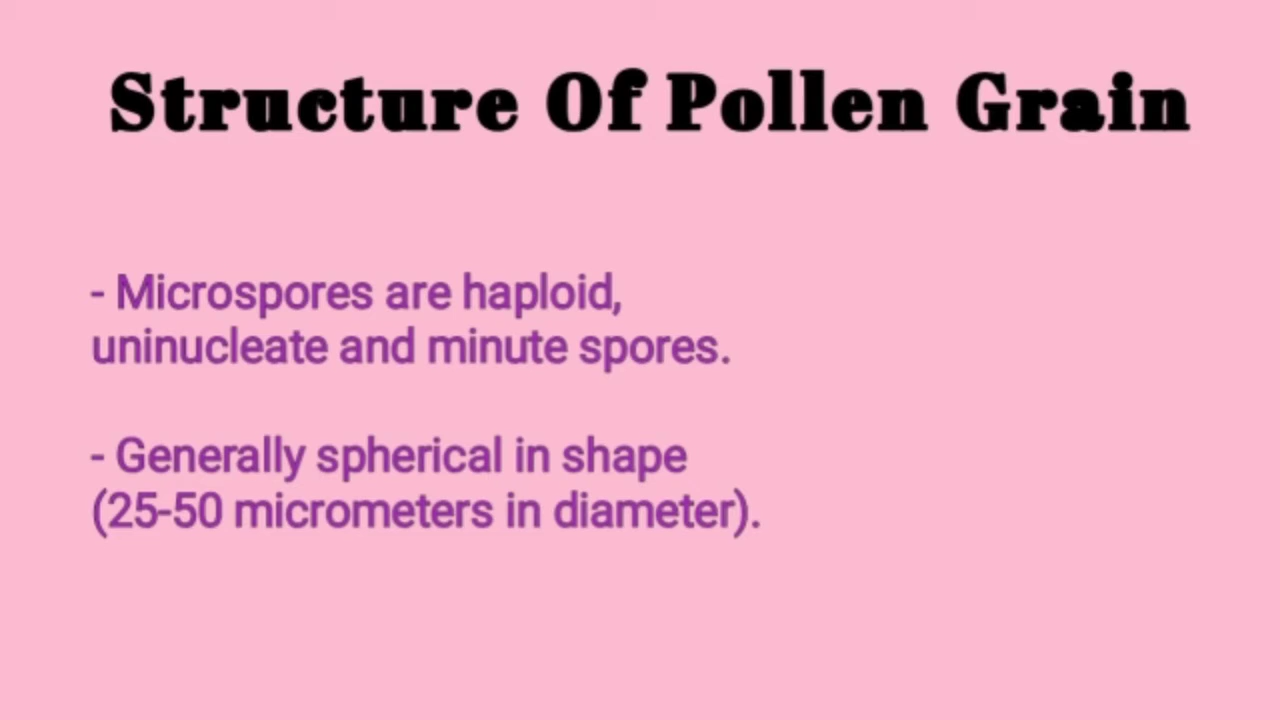 Structure Of Pollen Grain
- Microspores are haploid,
uninucleate and minute spores.
- Generally spherical in shape
(25-50 micrometers in diameter).